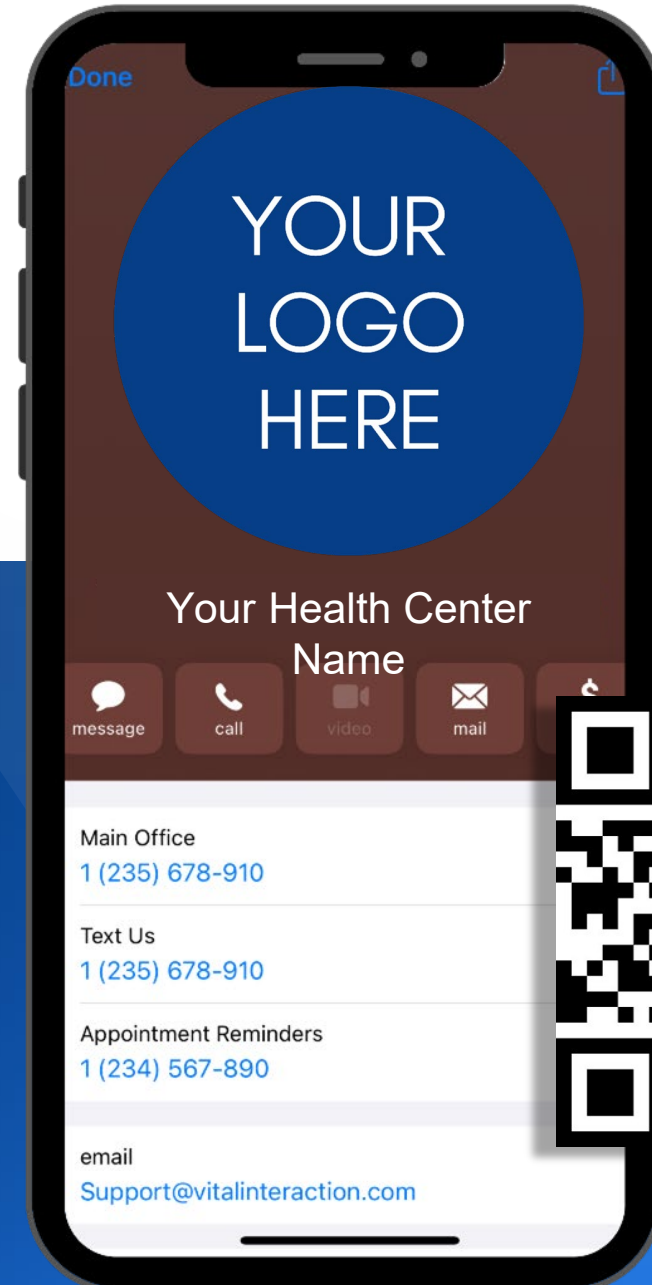 Done
YOUR
LOGO
HERE
Your Health Center
Name
message call video mail $
Main Office
1 (235) 678-910
Text Us
1 (235) 678-910
Appointment Reminders
1 (234) 567-890
email
Support@vitalinteraction.com